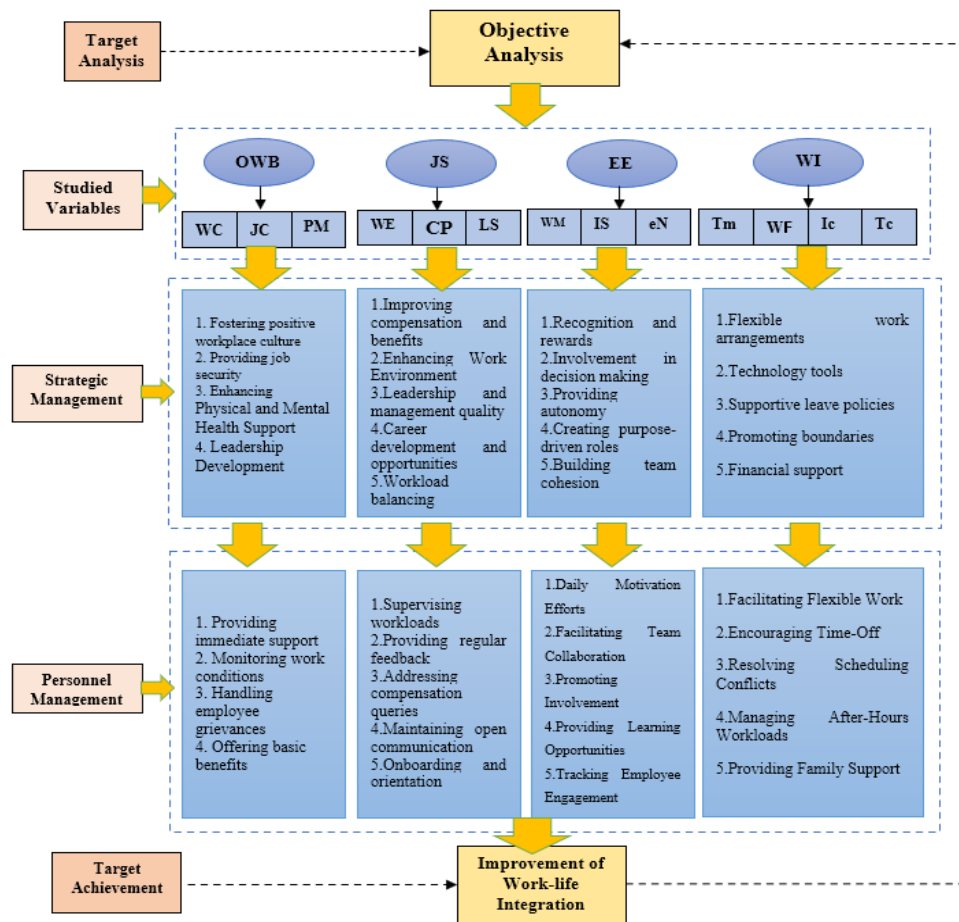 Target
Analysis
Objective
Analysis
Studied
Variables
OWB
JS
EE
WI
WC
JC
PM
WE
CP
LS
WM
IS
eN
Tm
WF
Ic
Tc
Strategic
Management
1. Fostering positive
workplace culture
2. Providing job
security
3. Enhancing
Physical and Mental
Health Support
4. Leadership
Development
1.Improving
compensation and
benefits
2.Enhancing Work
Environment
3.Leadership and
management quality
4.Career
development and
opportunities
5.Workload
balancing
1.Recognition and
rewards
2.Involvement in
decision making
3.Providing
autonomy
4.Creating purpose-
driven roles
5.Building team
cohesion
1.Flexible work
arrangements
2.Technology tools
3.Supportive leave policies
4.Promoting boundaries
5.Financial support
Personnel
Management
1. Providing
immediate support
2. Monitoring work
conditions
3. Handling
employee
grievances
4. Offering basic
benefits
1.Supervising
workloads
2.Providing regular
feedback
3.Addressing
compensation
queries
4.Maintaining open
communication
5.Onboarding and
orientation
1.Daily Motivation
Efforts
2.Facilitating Team
Collaboration
3.Promoting
Involvement
4.Providing Learning
Opportunities
5.Tracking Employee
Engagement
1.Facilitating Flexible Work
2.Encouraging Time-Off
3.Resolving Scheduling
Conflicts
4.Managing After-Hours
Workloads
5.Providing Family Support
Target
Achievement
Improvement of
Work-life
Integration